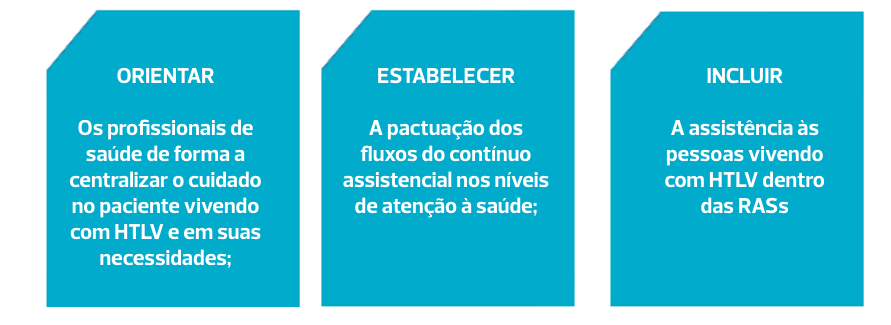 ORIENTAR
Os profissionais de
saúde de forma a
centralizar o cuidado
no paciente vivendo
com HTLV e em suas
necessidades;
ESTABELECER
A pactuação dos
fluxos do contínuo
assistencial nos níveis
de atenção à saúde;
INCLUIR
A assistência às
pessoas vivendo
com HTLV dentro
das RASs